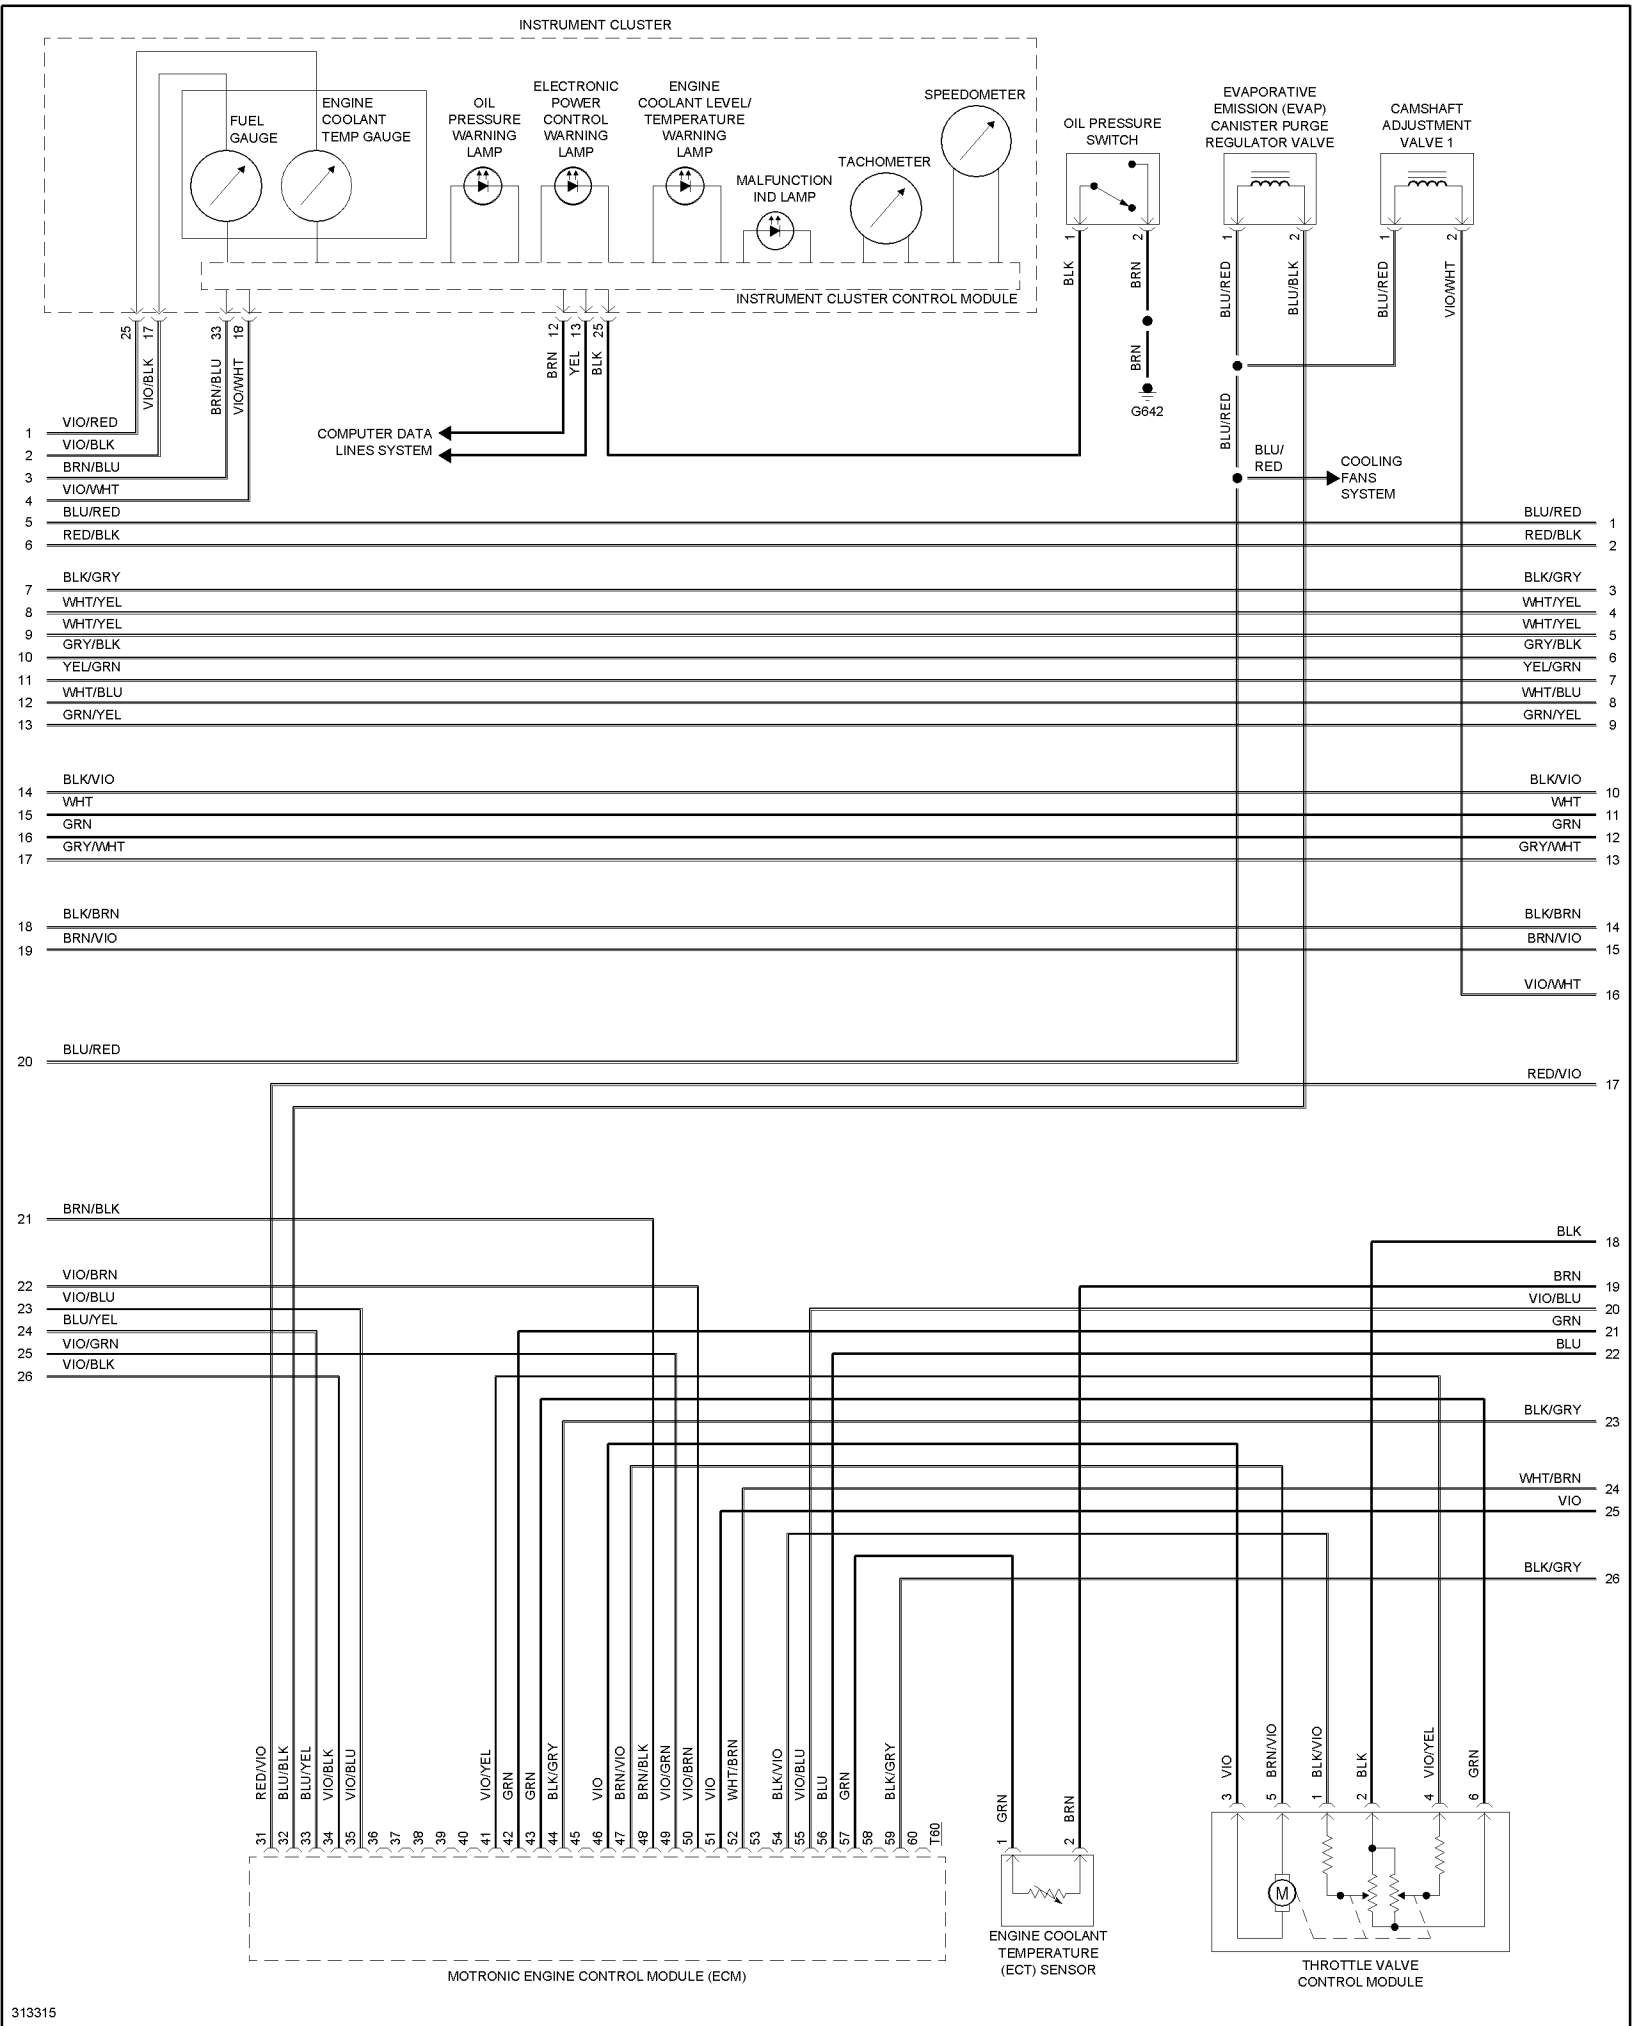 INSTRUMENT CLUSTER
FUEL
GAUGE
ENGINE
COOLANT
TEMP GAUGE
OIL
PRESSURE
WARNING
LAMP
ELECTRONIC
POWER
CONTROL
WARNING
LAMP
ENGINE
COOLANT LEVEL/
TEMPERATURE
WARNING
LAMP
MALFUNCTION
IND LAMP
TACHOMETER
SPEEDOMETER
INSTRUMENT CLUSTER CONTROL MODULE
OIL PRESSURE
SWITCH
EVAPORATIVE
EMISSION (EVAP)
CANISTER PURGE
REGULATOR VALVE
CAMSHAFT
ADJUSTMENT
VALVE 1
25
17
33
18
12
13
25
1
2
1
2
1
2
VIO/BLK
BRN/BLU
VIO/WHT
BRN
YEL
BLK
BLK
BRN
BRN
G642
BLU/RED
BLU/BLK
BLU/RED
VIO/WHT
BLU/RED
BLU/
RED
COOLING
FANS
SYSTEM
COMPUTER DATA
LINES SYSTEM
1 VIO/RED
2 VIO/BLK
3 BRN/BLU
4 VIO/WHT
5 BLU/RED BLU/RED 1
6 RED/BLK RED/BLK 2
7 BLK/GRY BLK/GRY 3
8 WHT/YEL WHT/YEL 4
9 WHT/YEL WHT/YEL 5
10 GRY/BLK GRY/BLK 6
11 YEL/GRN YEL/GRN 7
12 WHT/BLU WHT/BLU 8
13 GRN/YEL GRN/YEL 9
14 BLK/VIO BLK/VIO 10
15 WHT WHT 11
16 GRN GRN 12
17 GRY/WHT GRY/WHT 13
18 BLK/BRN BLK/BRN 14
19 BRN/VIO BRN/VIO 15
VIO/WHT 16
20 BLU/RED
RED/VIO 17
21 BRN/BLK
BLK 18
22 VIO/BRN BRN 19
23 VIO/BLU VIO/BLU 20
24 BLU/YEL GRN 21
25 VIO/GRN BLU 22
26 VIO/BLK
BLK/GRY 23
WHT/BRN 24
VIO 25
BLK/GRY 26
31 RED/VIO
32 BLU/BLK
33 BLU/YEL
34 VIO/BLK
35 VIO/BLU
36
37
38
39
40
41 VIO/YEL
42 GRN
43 GRN
44 BLK/GRY
45
46 VIO
47 BRN/VIO
48 BRN/BLK
49 VIO/GRN
50 VIO/BRN
51 VIO
52 WHT/BRN
53
54 BLK/VIO
55 VIO/BLU
56 BLU
57 GRN
58
59 BLK/GRY
60
T60
MOTRONIC ENGINE CONTROL MODULE (ECM)
1 GRN
2 BRN
ENGINE COOLANT
TEMPERATURE
(ECT) SENSOR
3 VIO
5 BRN/VIO
1 BLK/VIO
2 BLK
4 VIO/YEL
6 GRN
M
THROTTLE VALVE
CONTROL MODULE
313315